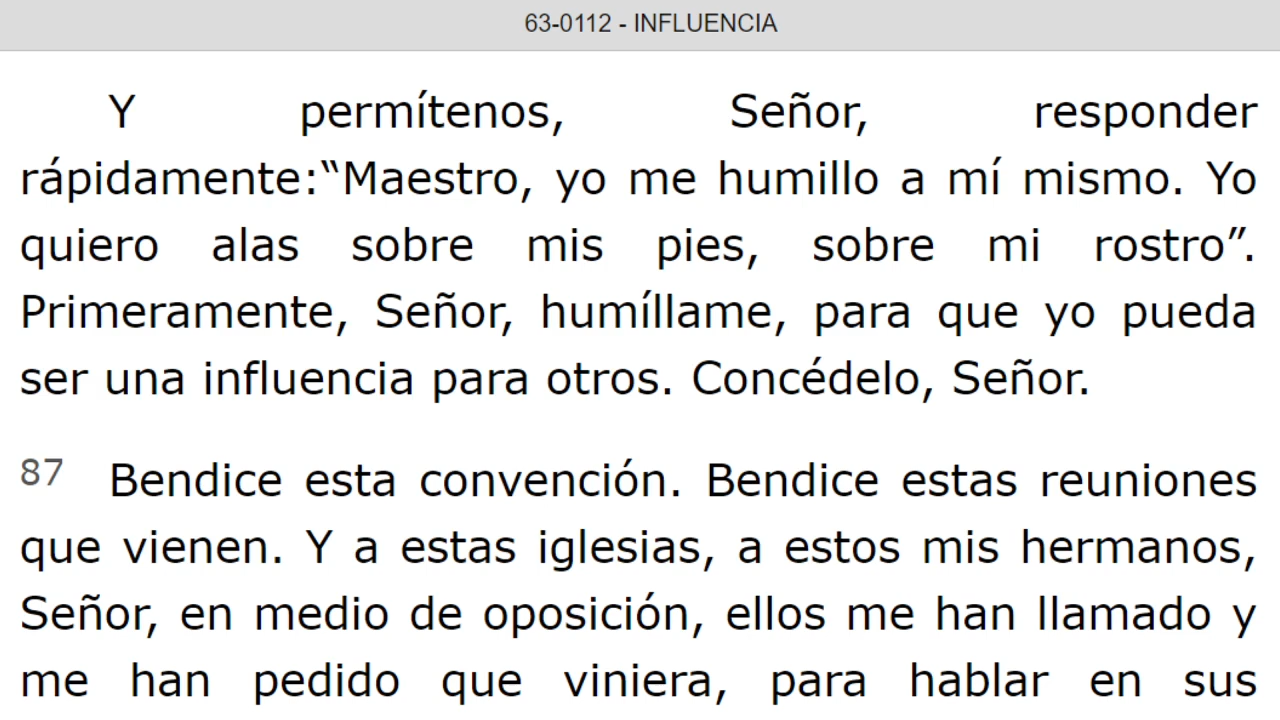 63-0112 - INFLUENCIA
Y permítenos, Señor, responder
rápidamente:“Maestro, yo me humillo a mí mismo. Yo
quiero alas sobre mis pies, sobre mi rostro”.
Primeramente, Señor, humíllame, para que yo pueda
ser una influencia para otros. Concédelo, Señor.
87 Bendice esta convención. Bendice estas reuniones
que vienen. Y a estas iglesias, a estos mis hermanos,
Señor, en medio de oposición, ellos me han llamado y
me han pedido que viniera, para hablar en sus